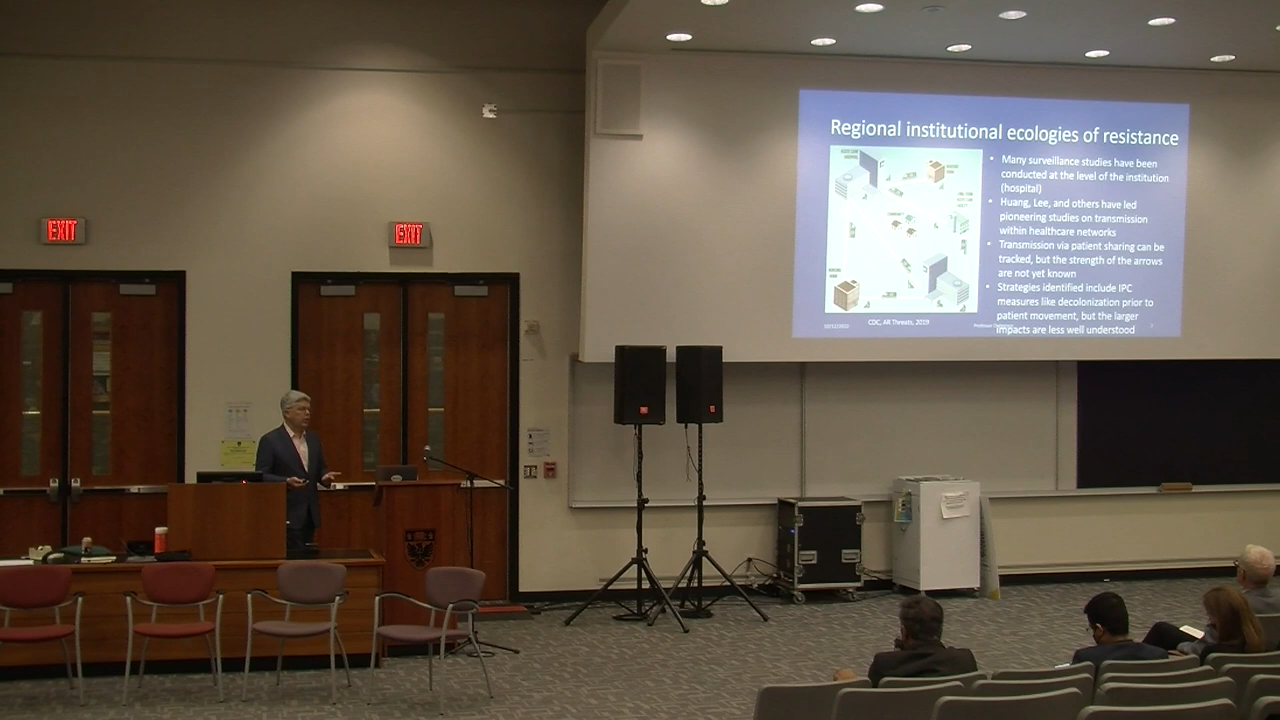 EXIT
EXIT
Regional institutional ecologies of resistance
• Many surveillance studies have been
conducted at the level of the institution
(hospital)
• Huang, Lee, and others have led
pioneering studies on transmission
within healthcare networks
• Transmission via patient sharing can be
tracked, but the strength of the arrows
are not yet known
• Strategies identified include IPC
measures like decolonization prior to
patient movement, but the larger
impacts are less well understood
CDC, AR Threats, 2019